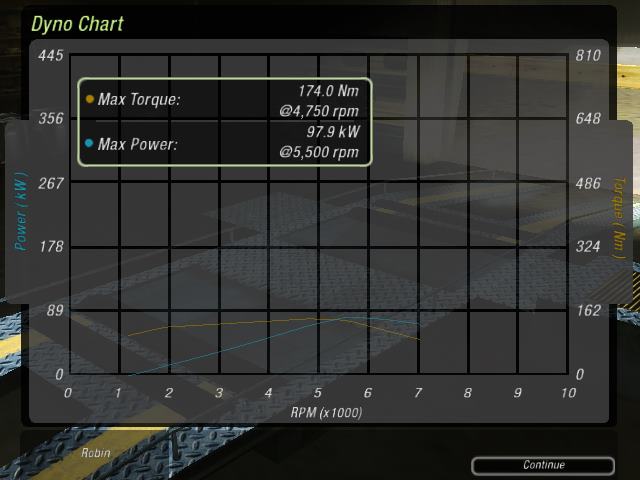 Dyno Chart
445
810
Max Torque:
174.0 Nm
@4,750 rpm
Max Power:
97.9 kW
@5,500 rpm
356
648
267
486
178
324
89
162
0
0
Power ( kW )
Torque ( Nm )
0 1 2 3 4 5 6 7 8 9 10
RPM (x1000)
Robin
Continue